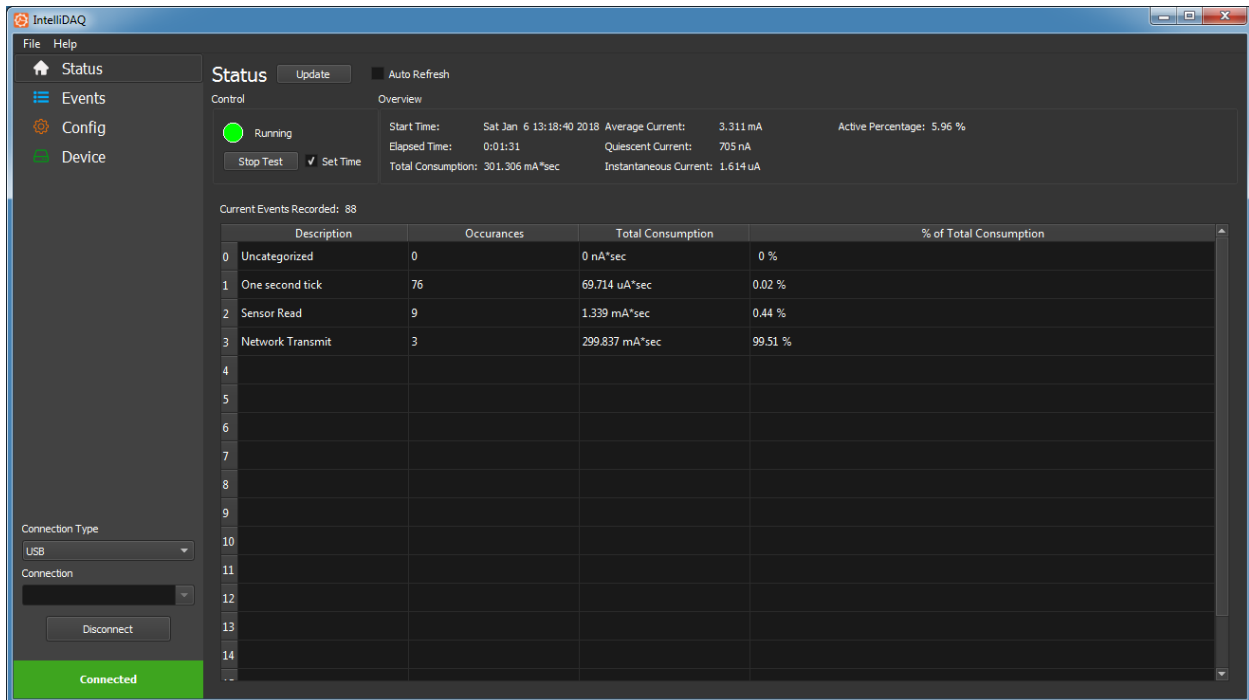 IntelliDAQ
File Help
Status
Events
Config
Device
Connection Type
USB
Connection
Disconnect
Connected
Status Update Auto Refresh
Control
Running
Stop Test Set Time
Overview
Start Time: Sat Jan 6 13:18:40 2018 Average Current: 3.311 mA Active Percentage: 5.96 %
Elapsed Time: 0:01:31 Quiescent Current: 705 nA
Total Consumption: 301.306 mA*sec Instantaneous Current: 1.614 uA
Current Events Recorded: 88
Description Occurances Total Consumption % of Total Consumption
0 Uncategorized 0 0 nA*sec 0 %
1 One second tick 76 69.714 uA*sec 0.02 %
2 Sensor Read 9 1.339 mA*sec 0.44 %
3 Network Transmit 3 299.837 mA*sec 99.51 %
4
5
6
7
8
9
10
11
12
13
14